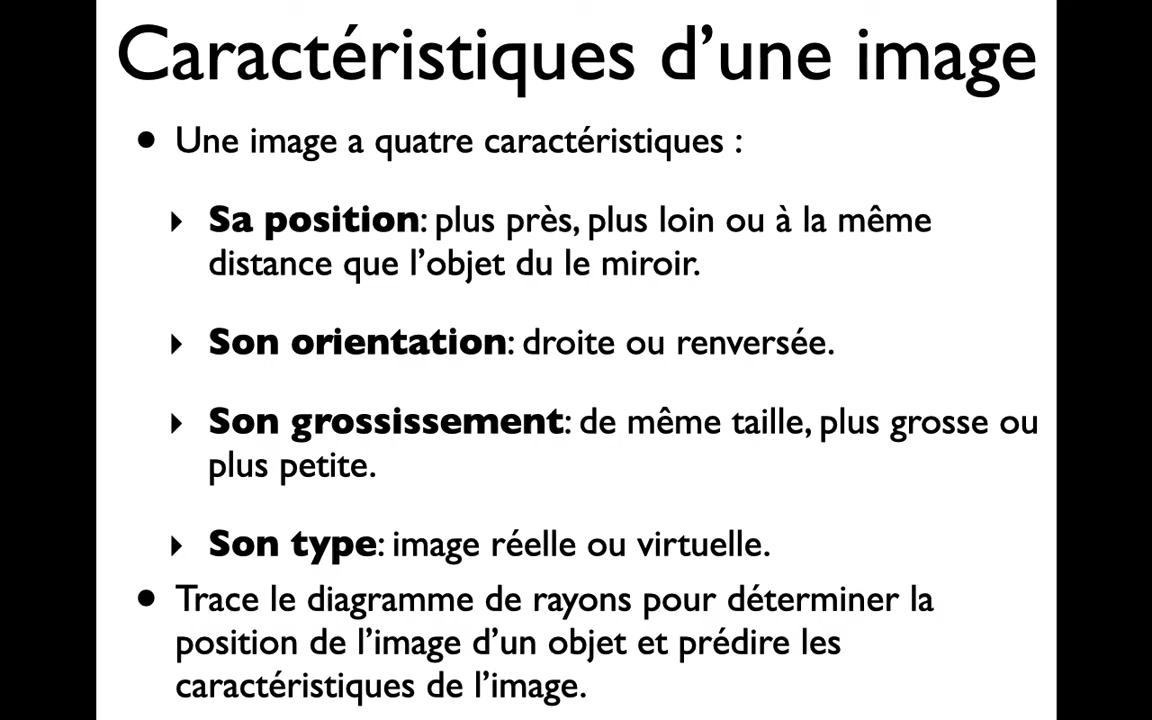 Caractéristiques d’une image
• Une image a quatre caractéristiques :
‣ Sa position: plus près, plus loin ou à la même
distance que l’objet du le miroir.
‣ Son orientation: droite ou renversée.
‣ Son grossissement: de même taille, plus grosse ou
plus petite.
‣ Son type: image réelle ou virtuelle.
• Trace le diagramme de rayons pour déterminer la
position de l’image d’un objet et prédire les
caractéristiques de l’image.